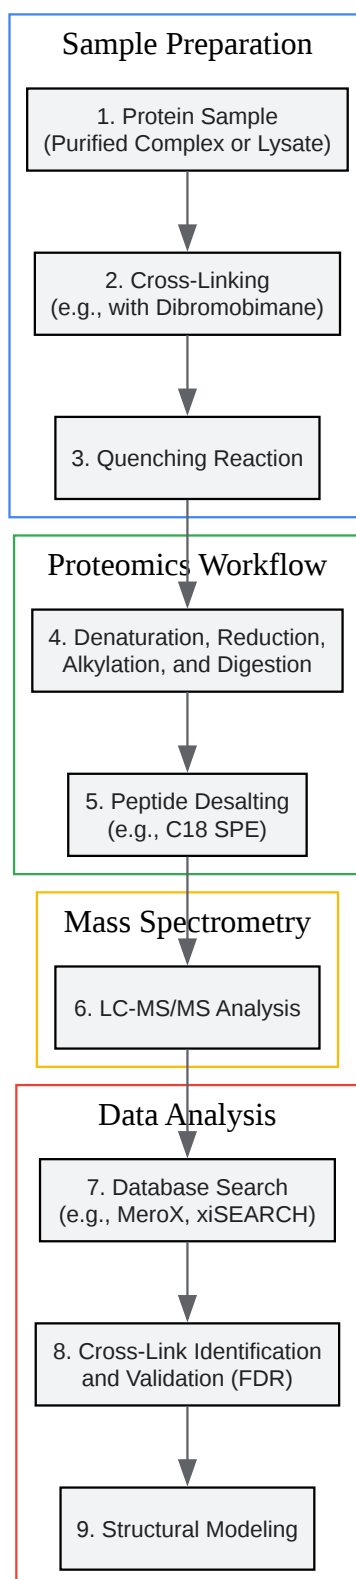 Sample Preparation
1. Protein Sample
(Purified Complex or Lysate)
2. Cross-Linking
(e.g., with Dibromobimane)
3. Quenching Reaction
Proteomics Workflow
4. Denaturation, Reduction,
Alkylation, and Digestion
5. Peptide Desalting
(e.g., C18 SPE)
Mass Spectrometry
6. LC-MS/MS Analysis
Data Analysis
7. Database Search
(e.g., MeroX, xiSEARCH)
8. Cross-Link Identification
and Validation (FDR)
9. Structural Modeling